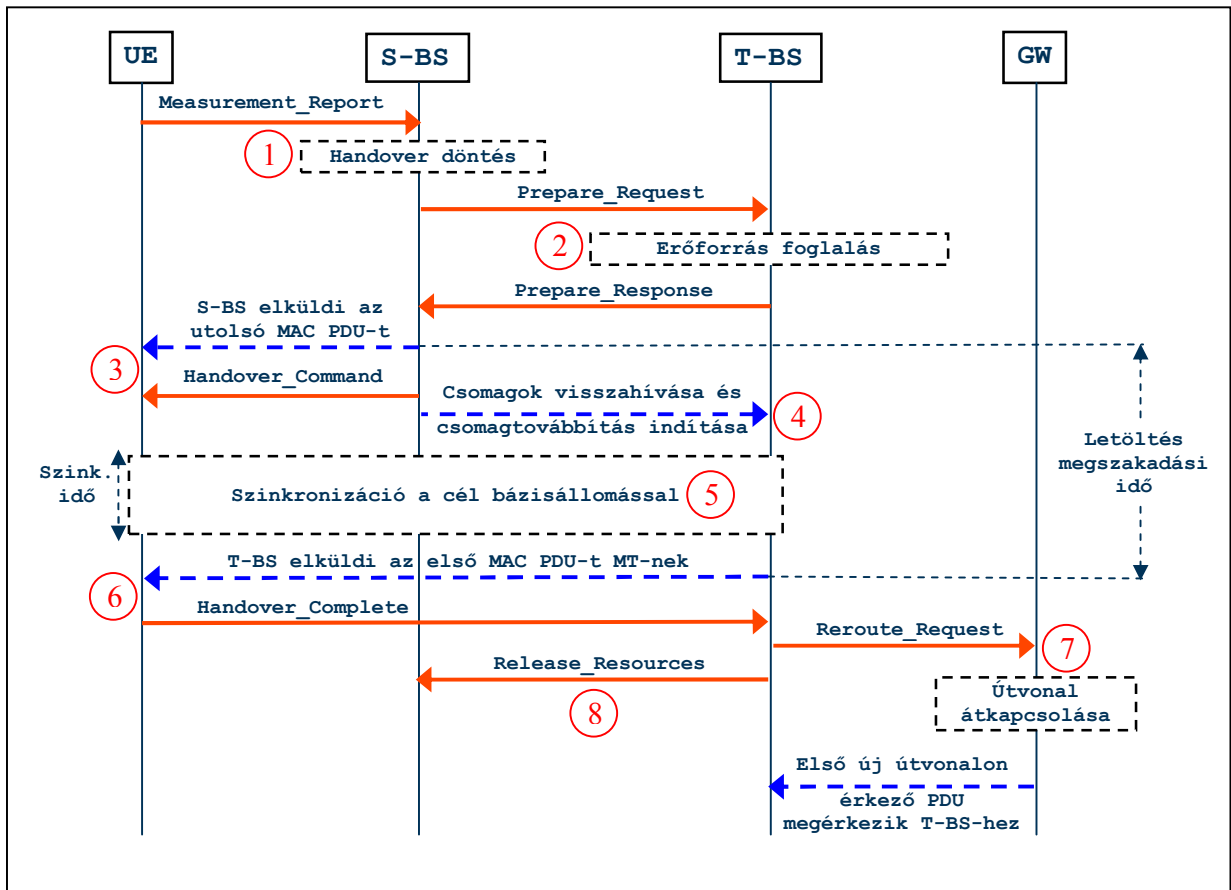 UE
S-BS
T-BS
GW
Measurement_Report
1
Handover döntés
Prepare_Request
2
Erőforrás foglalás
Prepare_Response
S-BS elküldi az
utolsó MAC PDU-t
3
Handover_Command
Csomagok visszahívása és
csomagtovábbítás indítása
4
Letöltés
megszakadási
idő
Szink.
idő
Szinkronizáció a cél bázisállomással
5
T-BS elküldi az első MAC PDU-t MT-nek
6
Handover_Complete
Reroute_Request
7
Release_Resources
8
Útvonal
átkapcsolása
Első új útvonalon
érkező PDU
megérkezik T-BS-hez